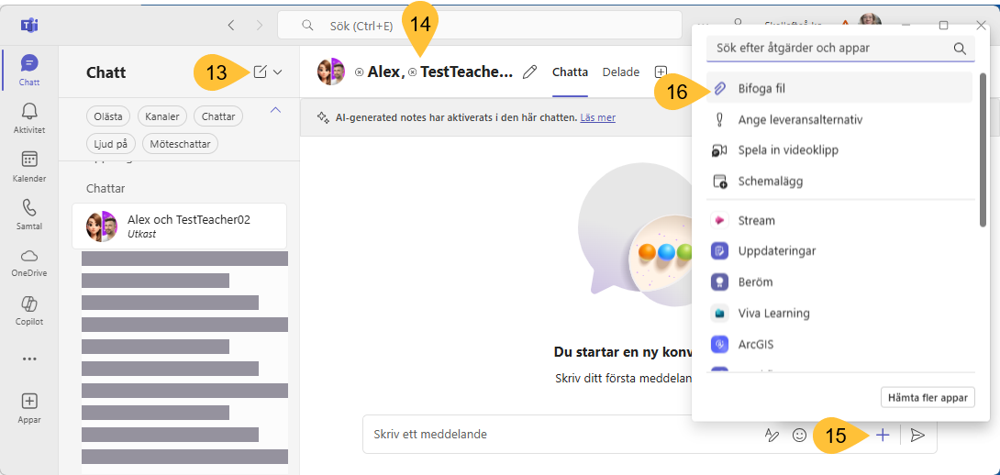 Sök (Ctrl+E)
14
Chatt
Aktivitet
Kalender
Samtal
OneDrive
Copilot
Appar
Chatt
13
Olästa
Kanaler
Chattar
Ljud på
Möteschattar
Chattar
Alex och TestTeacher02
Utkast
Alex, TestTeache...
Chatta
Delade
AI-generated notes har aktiverats i den här chatten. Läs mer
Du startar en ny konv
Skriv ditt första meddelan
Skriv ett meddelande
15
Sök efter åtgärder och appar
16
Bifoga fil
Ange leveransalternativ
Spela in videoklipp
Schemalägg
Stream
Uppdateringar
Beröm
Viva Learning
ArcGIS
Hämta fler appar